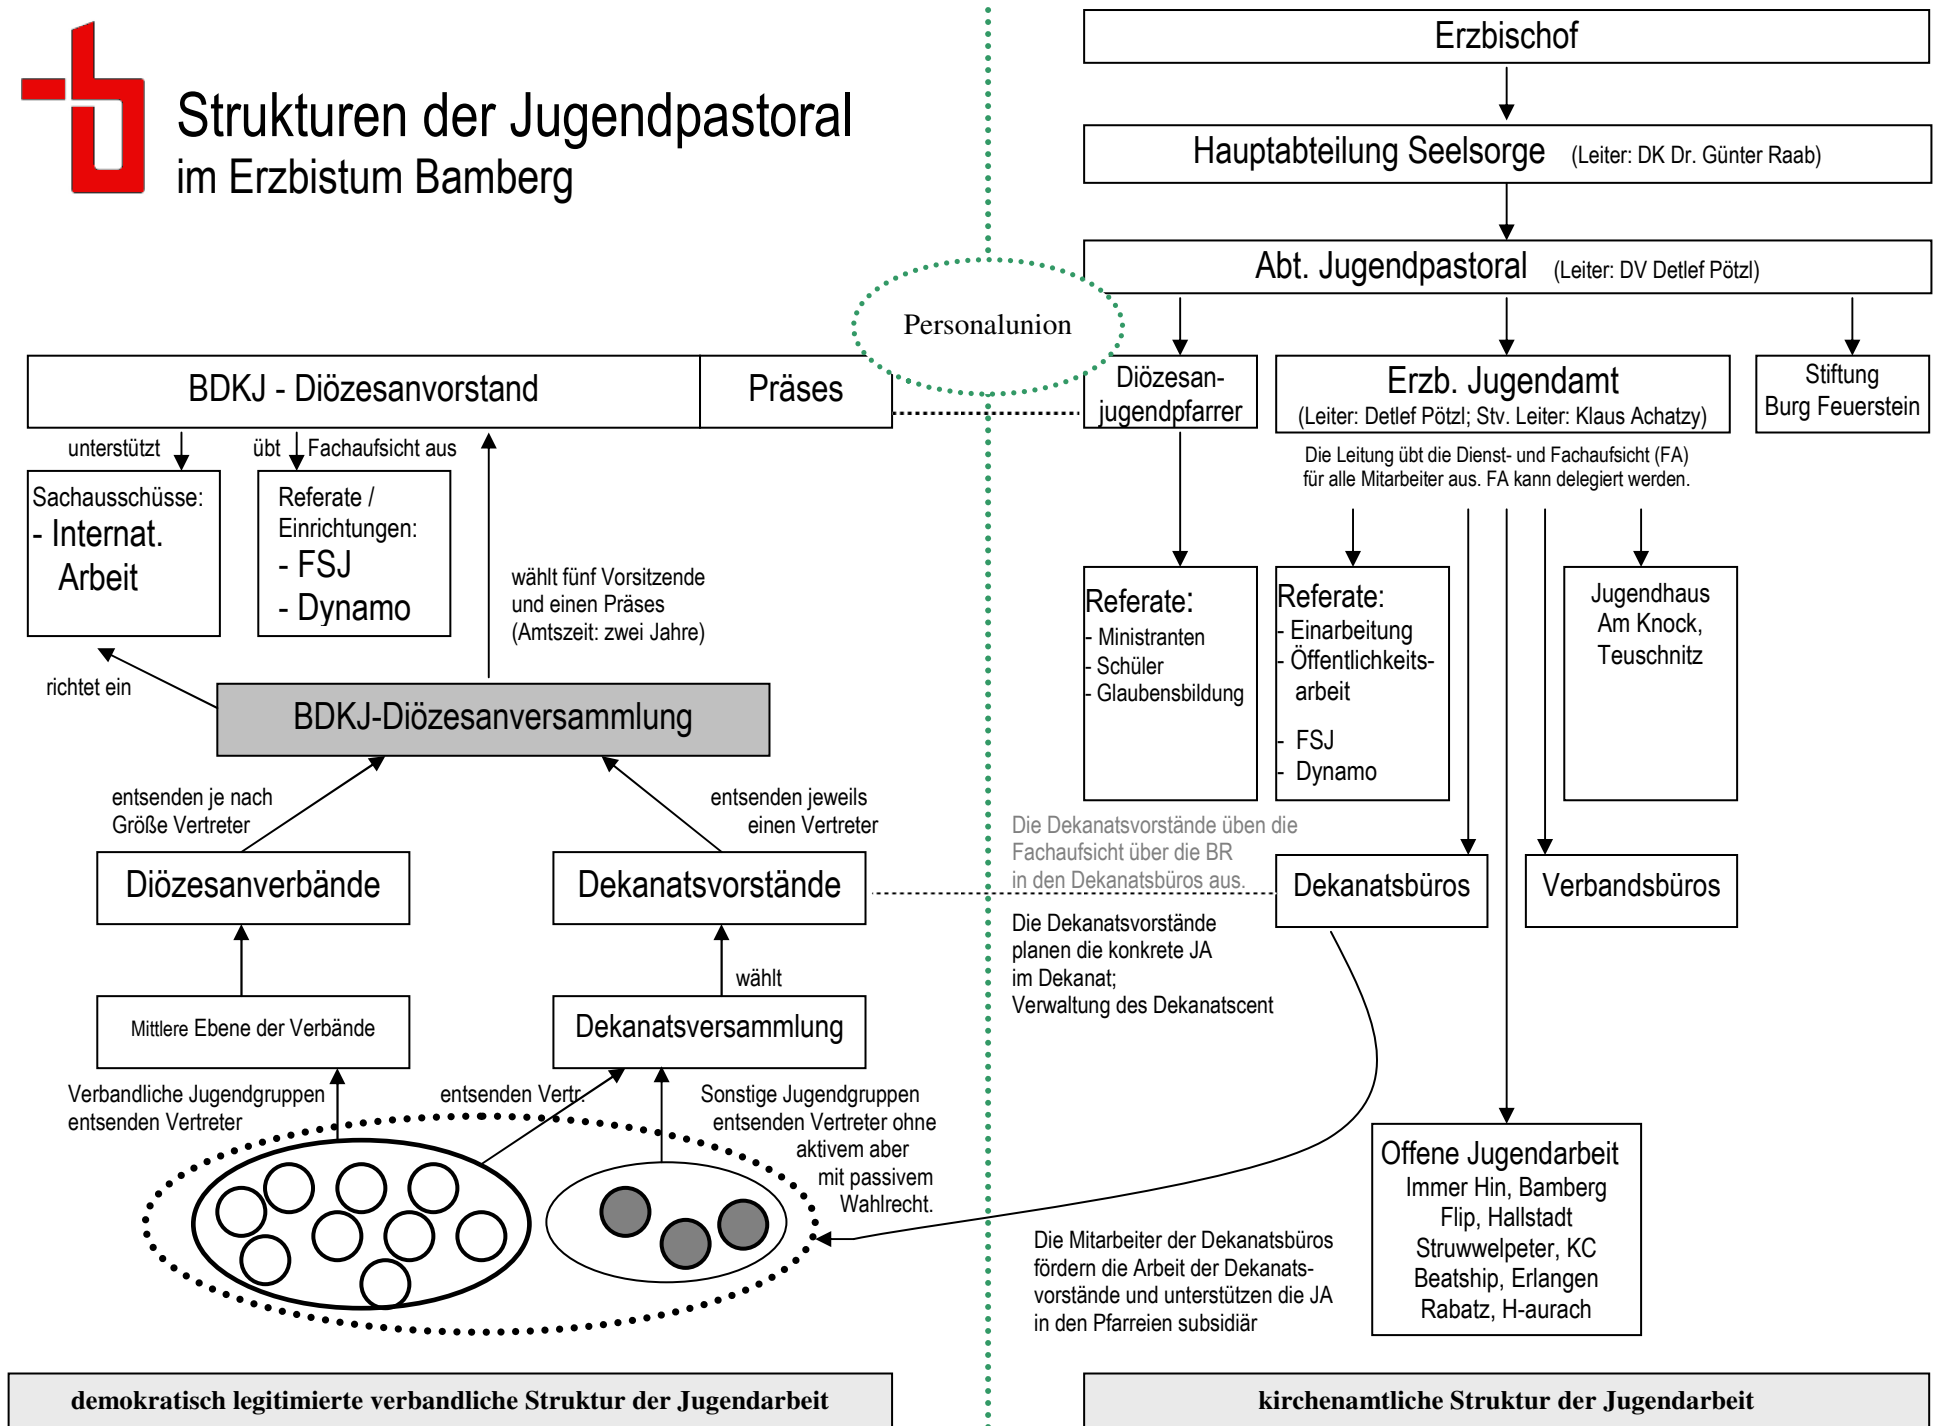 Strukturen der Jugendpastoral
im Erzbistum Bamberg
Erzbischof
Hauptabteilung Seelsorge (Leiter: DK Dr. Günter Raab)
Abt. Jugendpastoral (Leiter: DV Detlef Pötzl)
Personalunion
BDKJ - Diözesanvorstand
Präses
Diözesan-
jugendpfarrer
Erzb. Jugendamt
(Leiter: Detlef Pötzl; Stv. Leiter: Klaus Achatzy)
Stiftung
Burg Feuerstein
Die Leitung übt die Dienst- und Fachaufsicht (FA)
für alle Mitarbeiter aus. FA kann delegiert werden.
unterstützt
übt Fachaufsicht aus
Sachausschüsse:
- Internat.
Arbeit
Referate /
Einrichtungen:
- FSJ
- Dynamo
wählt fünf Vorsitzende
und einen Präses
(Amtszeit: zwei Jahre)
richtet ein
BDKJ-Diözesanversammlung
Referate:
- Ministranten
- Schüler
- Glaubensbildung
Referate:
- Einarbeitung
- Öffentlichkeits-
arbeit
- FSJ
- Dynamo
Jugendhaus
Am Knock,
Teuschnitz
entsenden je nach
Größe Vertreter
entsenden jeweils
einen Vertreter
Die Dekanatsvorstände üben die
Fachaufsicht über die BR
in den Dekanatsbüros aus.
Diözesanverbände
Dekanatsvorstände
Dekanatsbüros
Verbandsbüros
Die Dekanatsvorstände
planen die konkrete JA
im Dekanat;
Verwaltung des Dekanatscent
wählt
Mittlere Ebene der Verbände
Dekanatsversammlung
Verbandliche Jugendgruppen
entsenden Vertreter
entsenden Vertr.
Sonstige Jugendgruppen
entsenden Vertreter ohne
aktivem aber
mit passivem
Wahlrecht.
Offene Jugendarbeit
Immer Hin, Bamberg
Flip, Hallstadt
Struwwelpeter, KC
Beatship, Erlangen
Rabatz, H-aurach
Die Mitarbeiter der Dekanatsbüros
fördern die Arbeit der Dekanats-
vorstände und unterstützen die JA
in den Pfarreien subsidiär
demokratisch legitimierte verbandliche Struktur der Jugendarbeit
kirchenamtliche Struktur der Jugendarbeit